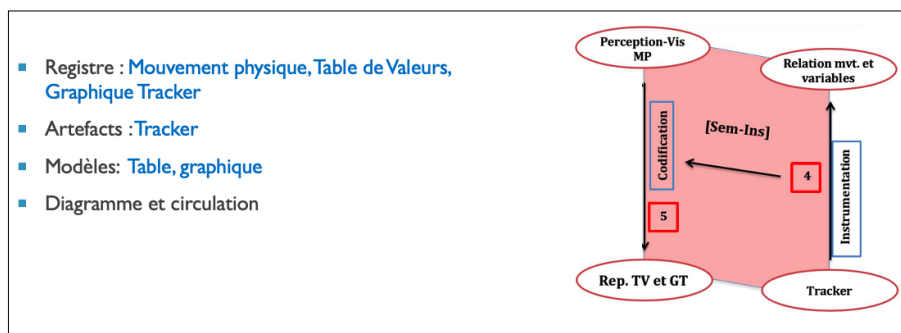 Registre : Mouvement physique, Table de Valeurs,
Graphique Tracker
Artefacts : Tracker
Modèles: Table, graphique
Diagramme et circulation
Perception-Vis
MP
Relation mvt. et
variables
[Sem-Ins]
Codification
4
Instrumentation
5
Rep. TV et GT
Tracker